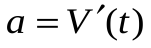 a = V′(t)